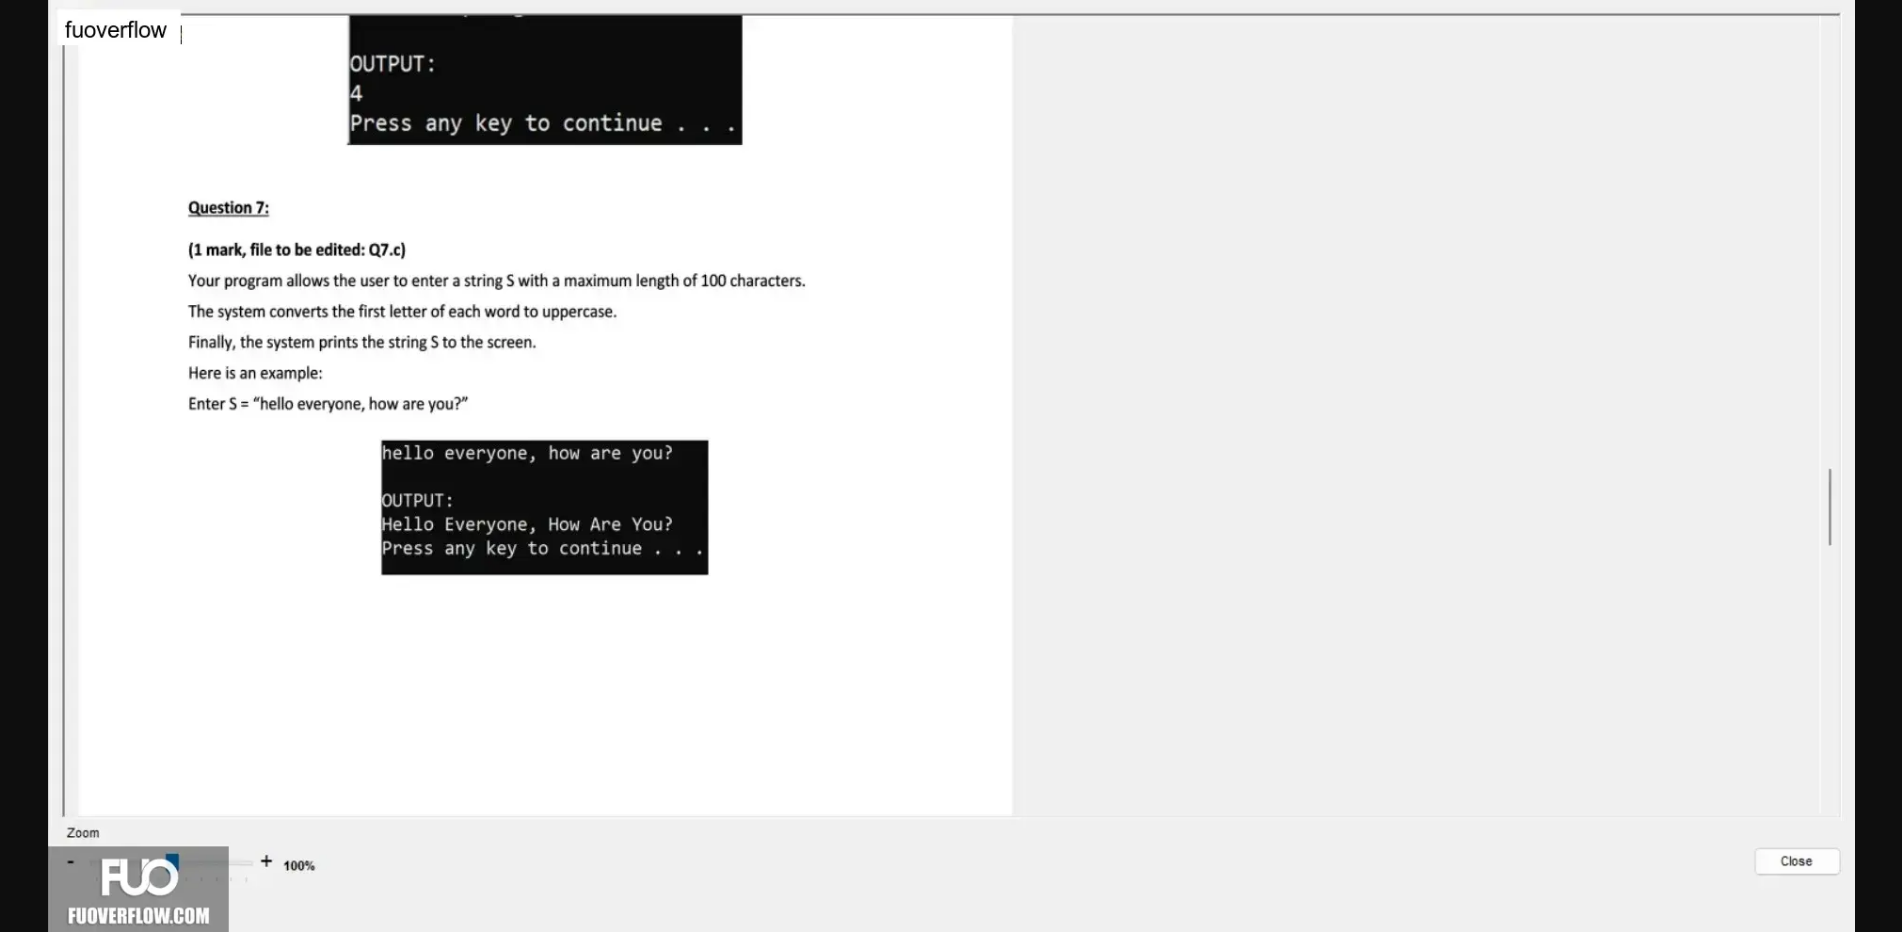 fuoverflow
OUTPUT:
4
Press any key to continue . . .
Question 7:
(1 mark, file to be edited: Q7.c)
Your program allows the user to enter a string S with a maximum length of 100 characters.
The system converts the first letter of each word to uppercase.
Finally, the system prints the string S to the screen.
Here is an example:
Enter S = “hello everyone, how are you?”
hello everyone, how are you?
OUTPUT:
Hello Everyone, How Are You?
Press any key to continue . . .
Zoom
- + 100%
Close
FUO
FUOVERFLOW.COM